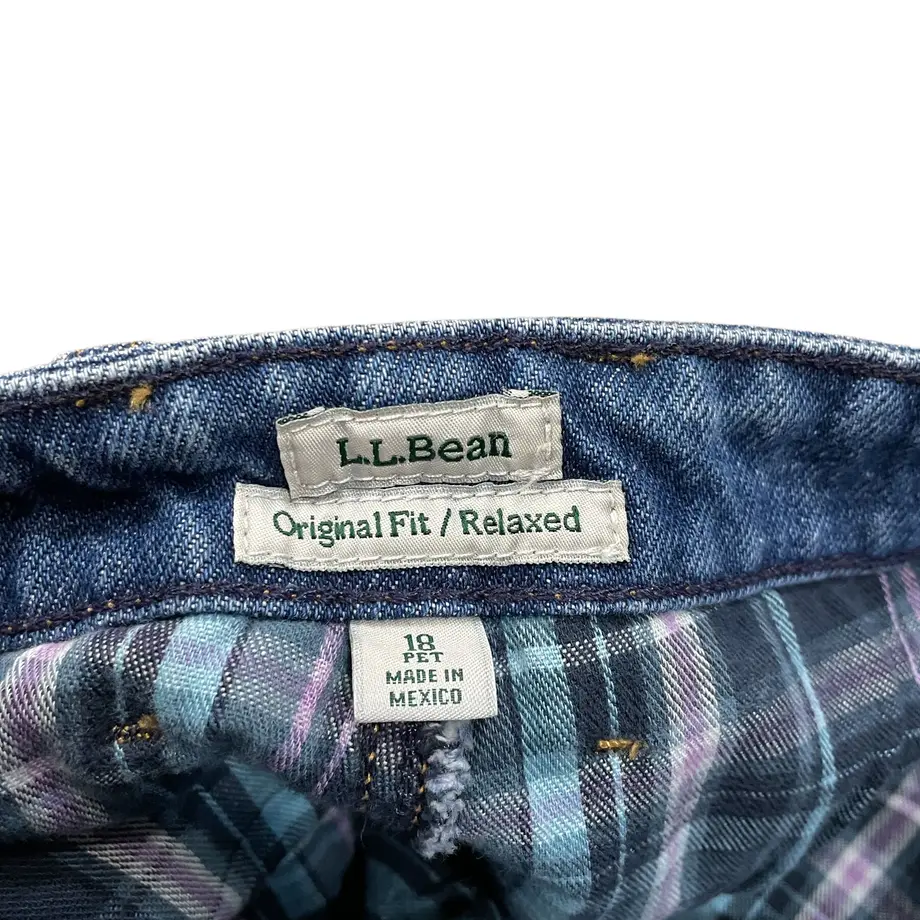 L.L.Bean
Original Fit / Relaxed
18
PET
MADE IN
MEXICO